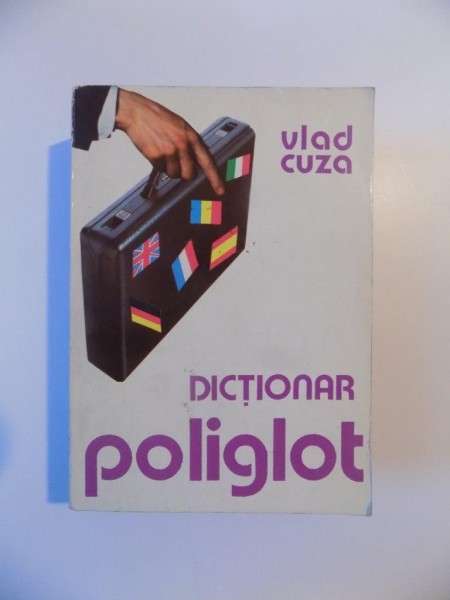 vlad
cuza
DICȚIONAR
poliglot